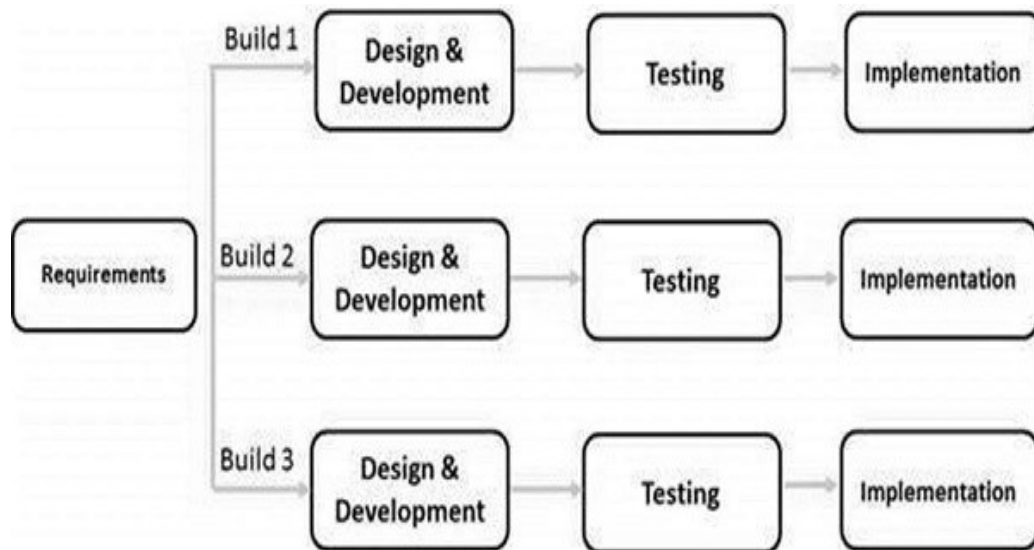 Build 1
Design &
Development
Testing
Implementation
Requirements
Build 2
Design &
Development
Testing
Implementation
Build 3
Design &
Development
Testing
Implementation